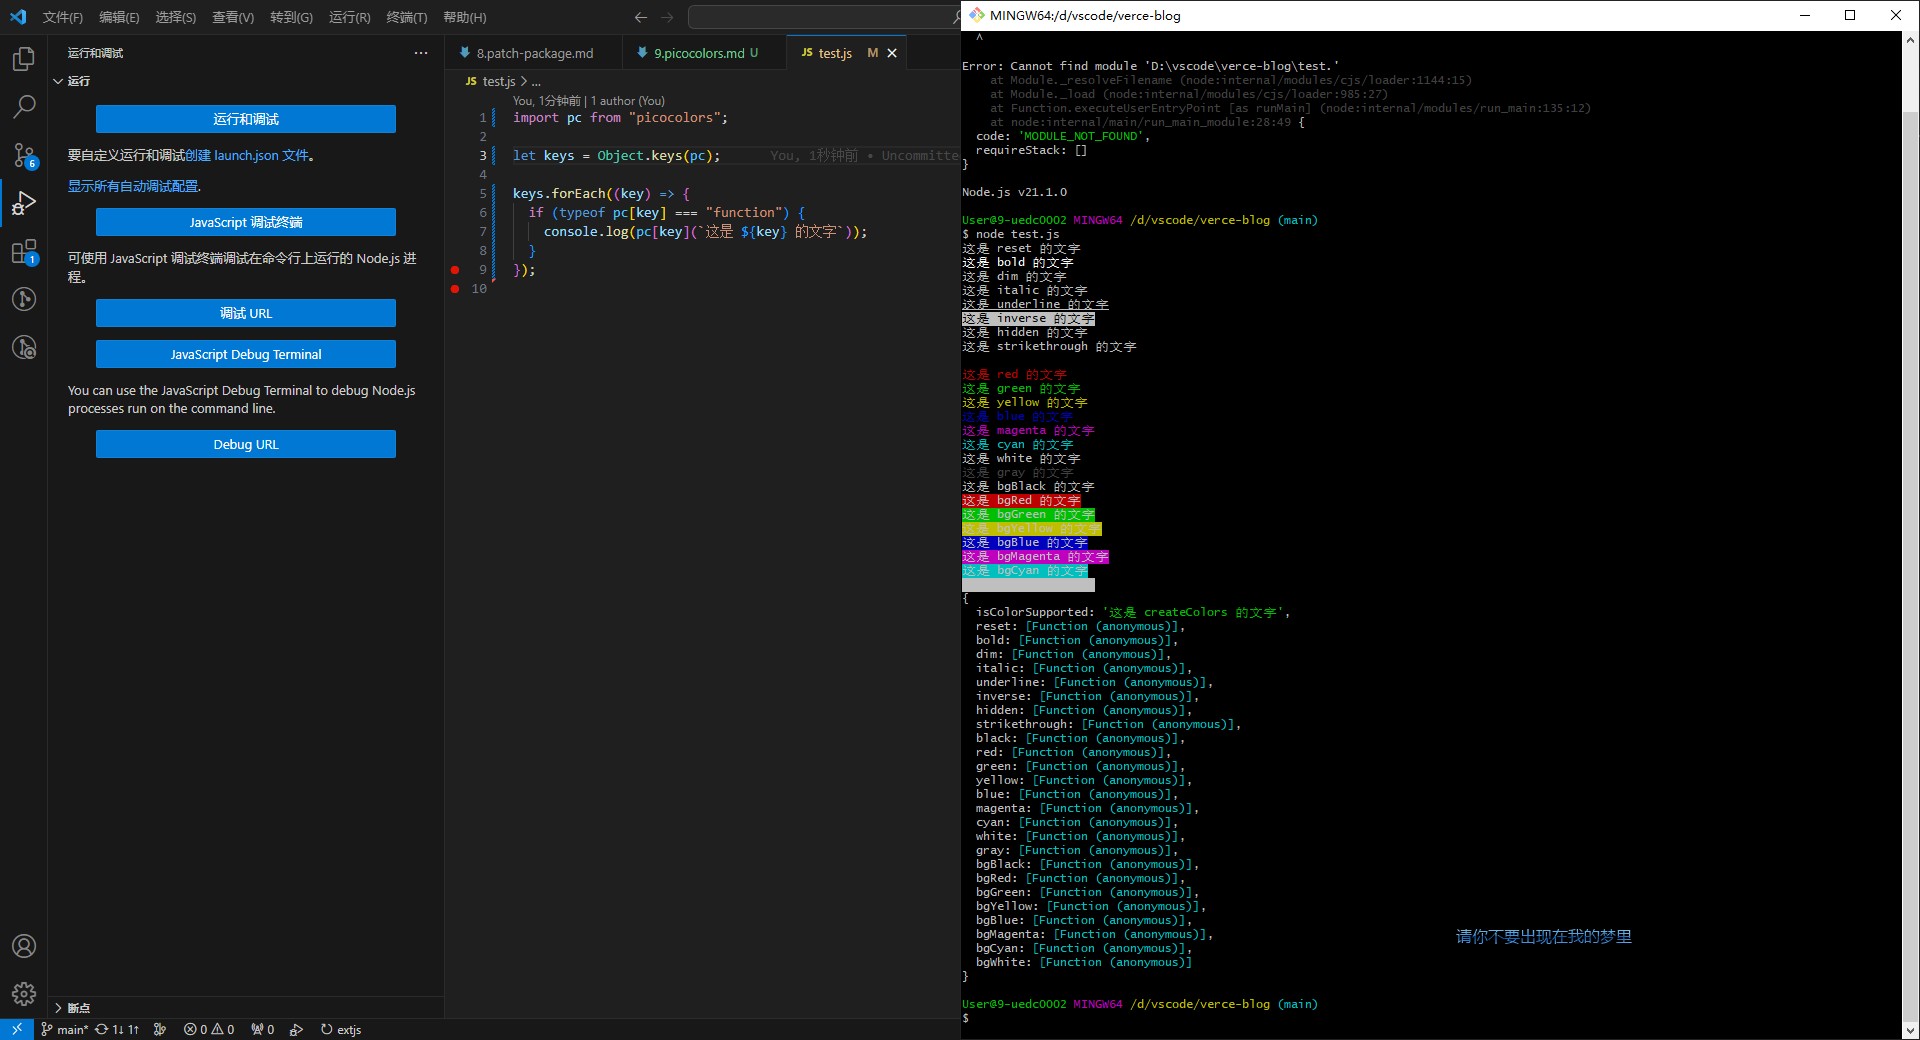 文件(F) 编辑(E) 选择(S) 查看(V) 转到(G) 运行(R) 终端(T) 帮助(H)
运行和调试
运行
运行和调试
要自定义运行和调试创建 launch.json 文件。
显示所有自动调试配置.
JavaScript 调试终端
可使用 JavaScript 调试终端调试在命令行上运行的 Node.js 进
程。
调试 URL
JavaScript Debug Terminal
You can use the JavaScript Debug Terminal to debug Node.js
processes run on the command line.
Debug URL
6
1
断点
main* 1↓ 1↑ 0 0 0 extjs
8.patch-package.md 9.picocolors.md U JS test.js M
JS test.js > ...
You, 1分钟前 | 1 author (You)
1 import pc from "picocolors";
2
3 let keys = Object.keys(pc); You, 1秒钟前 • Uncommitte
4
5 keys.forEach((key) => {
6 if (typeof pc[key] === "function") {
7 console.log(pc[key](`这是 ${key} 的文字`));
8 }
9 });
10
MINGW64:/d/vscode/verce-blog
^
Error: Cannot find module 'D:\vscode\verce-blog\test.'
at Module._resolveFilename (node:internal/modules/cjs/loader:1144:15)
at Module._load (node:internal/modules/cjs/loader:985:27)
at Function.executeUserEntryPoint [as runMain] (node:internal/modules/run_main:135:12)
at node:internal/main/run_main_module:28:49 {
code: 'MODULE_NOT_FOUND',
requireStack: []
}
Node.js v21.1.0
User@9-uedc0002 MINGW64 /d/vscode/verce-blog (main)
$ node test.js
这是 reset 的文字
这是 bold 的文字
这是 dim 的文字
这是 italic 的文字
这是 underline 的文字
这是 inverse 的文字
这是 hidden 的文字
这是 strikethrough 的文字
这是 red 的文字
这是 green 的文字
这是 yellow 的文字
这是 blue 的文字
这是 magenta 的文字
这是 cyan 的文字
这是 white 的文字
这是 gray 的文字
这是 bgBlack 的文字
这是 bgRed 的文字
这是 bgGreen 的文字
这是 bgYellow 的文字
这是 bgBlue 的文字
这是 bgMagenta 的文字
这是 bgCyan 的文字
{
isColorSupported: '这是 createColors 的文字',
reset: [Function (anonymous)],
bold: [Function (anonymous)],
dim: [Function (anonymous)],
italic: [Function (anonymous)],
underline: [Function (anonymous)],
inverse: [Function (anonymous)],
hidden: [Function (anonymous)],
strikethrough: [Function (anonymous)],
black: [Function (anonymous)],
red: [Function (anonymous)],
green: [Function (anonymous)],
yellow: [Function (anonymous)],
blue: [Function (anonymous)],
magenta: [Function (anonymous)],
cyan: [Function (anonymous)],
white: [Function (anonymous)],
gray: [Function (anonymous)],
bgBlack: [Function (anonymous)],
bgRed: [Function (anonymous)],
bgGreen: [Function (anonymous)],
bgYellow: [Function (anonymous)],
bgBlue: [Function (anonymous)],
bgMagenta: [Function (anonymous)],
bgCyan: [Function (anonymous)],
bgWhite: [Function (anonymous)]
}
请你不要出现在我的梦里
User@9-uedc0002 MINGW64 /d/vscode/verce-blog (main)
$